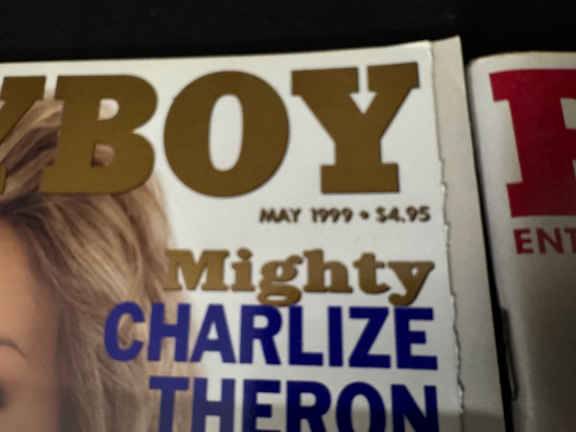 YBOY
MAY 1999 • $4.95
Mighty
CHARLIZE
THERON
ENT